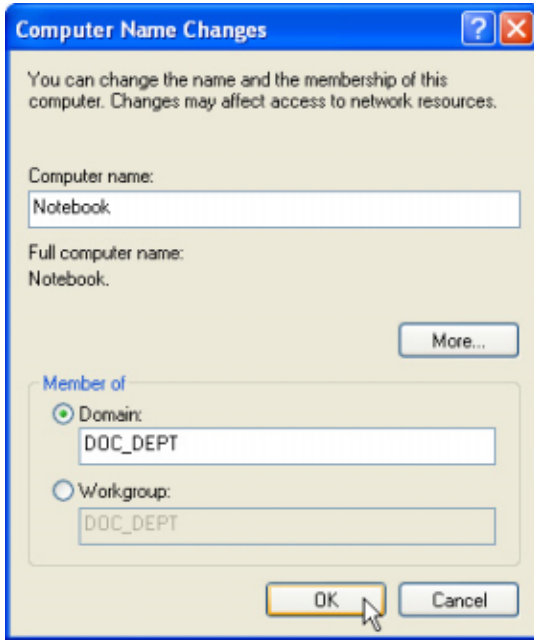 Computer Name Changes
You can change the name and the membership of this
computer. Changes may affect access to network resources.
Computer name:
Notebook
Full computer name:
Notebook.
More...
Member of
Domain:
DOC_DEPT
Workgroup:
DOC_DEPT
OK
Cancel